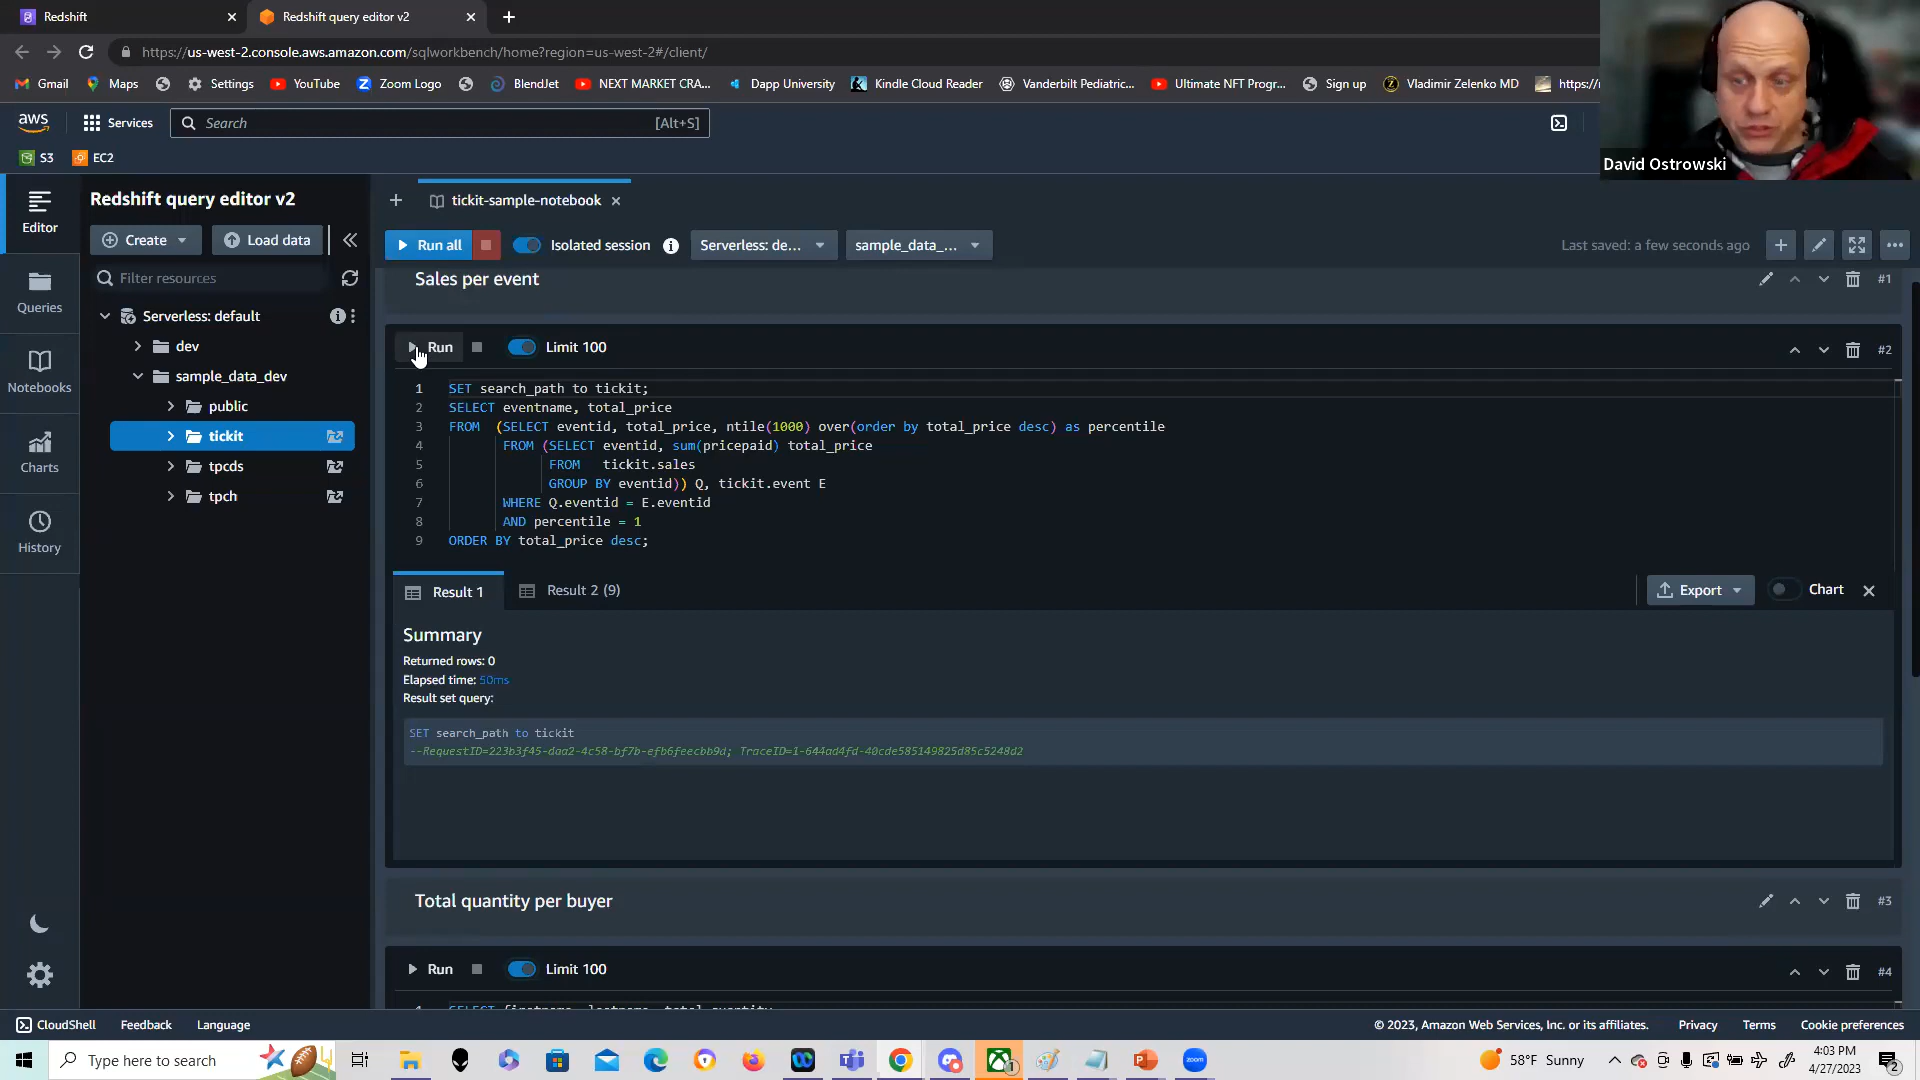 Redshift
Redshift query editor v2
https://us-west-2.console.aws.amazon.com/sqlworkbench/home?region=us-west-2#/client/
Gmail
Maps
Settings
YouTube
Zoom Logo
BlendJet
NEXT MARKET CRA...
Dapp University
Kindle Cloud Reader
Vanderbilt Pediatric...
Ultimate NFT Progr...
Sign up
Vladimir Zelenko MD
David Ostrowski
aws
Services
Search
[Alt+S]
S3
EC2
Editor
Queries
Notebooks
Charts
History
Redshift query editor v2
Create
Load data
Filter resources
Serverless: default
dev
sample_data_dev
public
tickit
tpcds
tpch
tickit-sample-notebook
Run all
Isolated session
Serverless: de...
sample_data_...
Last saved: a few seconds ago
Sales per event
#1
Run
Limit 100
#2
1 SET search_path to tickit;
2 SELECT eventname, total_price
3 FROM (SELECT eventid, total_price, ntile(1000) over(order by total_price desc) as percentile
4 FROM (SELECT eventid, sum(pricepaid) total_price
5 FROM tickit.sales
6 GROUP BY eventid)) Q, tickit.event E
7 WHERE Q.eventid = E.eventid
8 AND percentile = 1
9 ORDER BY total_price desc;
Result 1
Result 2 (9)
Export
Chart
Summary
Returned rows: 0
Elapsed time: 50ms
Result set query:
SET search_path to tickit
--RequestID=223b3f45-daa2-4c58-bf7b-efb6feecbb9d; TraceID=1-644ad4fd-40cde585149825d85c5248d2
Total quantity per buyer
#3
Run
Limit 100
#4
CloudShell
Feedback
Language
© 2023, Amazon Web Services, Inc. or its affiliates.
Privacy
Terms
Cookie preferences
Type here to search
58°F Sunny
4:03 PM
4/27/2023